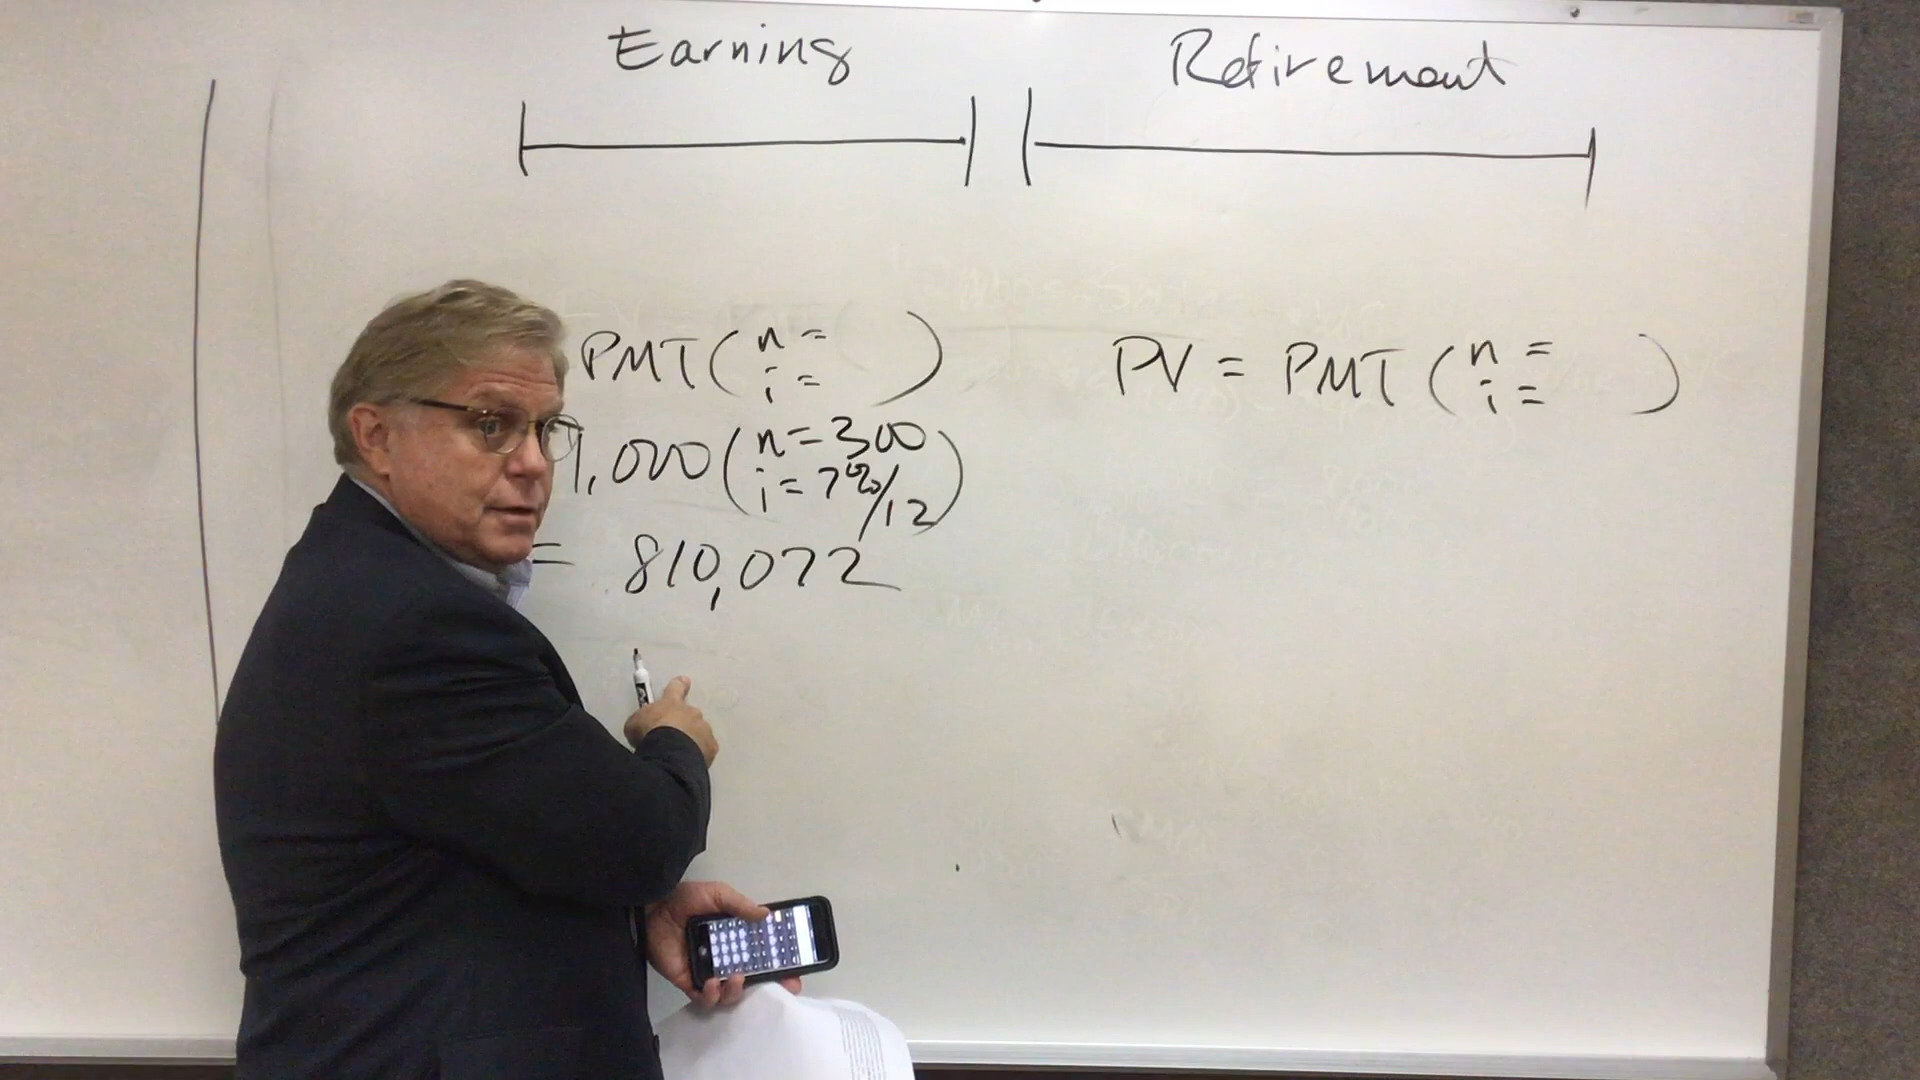 Earning
Retirement
PMT ( n =
i = )
PV = PMT ( n =
i = )
1,000 ( n = 300
i = 7%/12 )
= 810,072